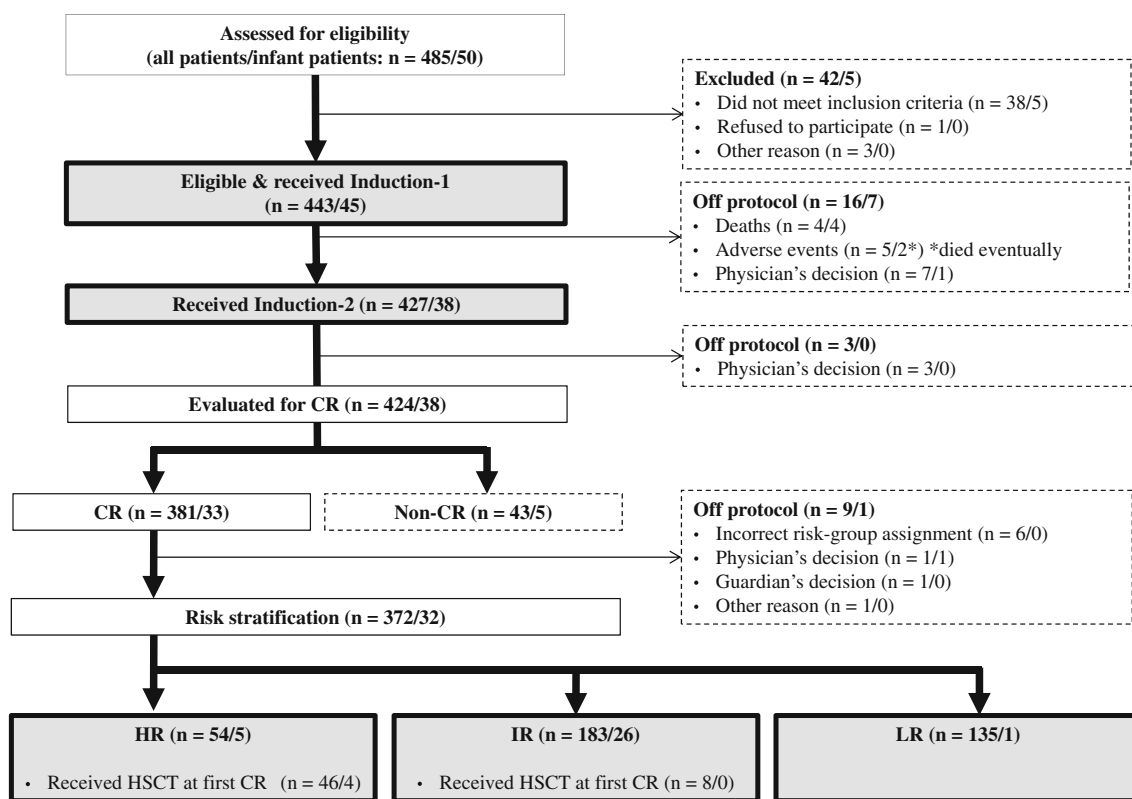 Assessed for eligibility
(all patients/infant patients: n = 485/50)
Excluded (n = 42/5)
• Did not meet inclusion criteria (n = 38/5)
• Refused to participate (n = 1/0)
• Other reason (n = 3/0)
Eligible & received Induction-1
(n = 443/45)
Off protocol (n = 16/7)
• Deaths (n = 4/4)
• Adverse events (n = 5/2*) *died eventually
• Physician's decision (n = 7/1)
Received Induction-2 (n = 427/38)
Off protocol (n = 3/0)
• Physician's decision (n = 3/0)
Evaluated for CR (n = 424/38)
CR (n = 381/33)
Non-CR (n = 43/5)
Off protocol (n = 9/1)
• Incorrect risk-group assignment (n = 6/0)
• Physician's decision (n = 1/1)
• Guardian's decision (n = 1/0)
• Other reason (n = 1/0)
Risk stratification (n = 372/32)
HR (n = 54/5)
• Received HSCT at first CR (n = 46/4)
IR (n = 183/26)
• Received HSCT at first CR (n = 8/0)
LR (n = 135/1)